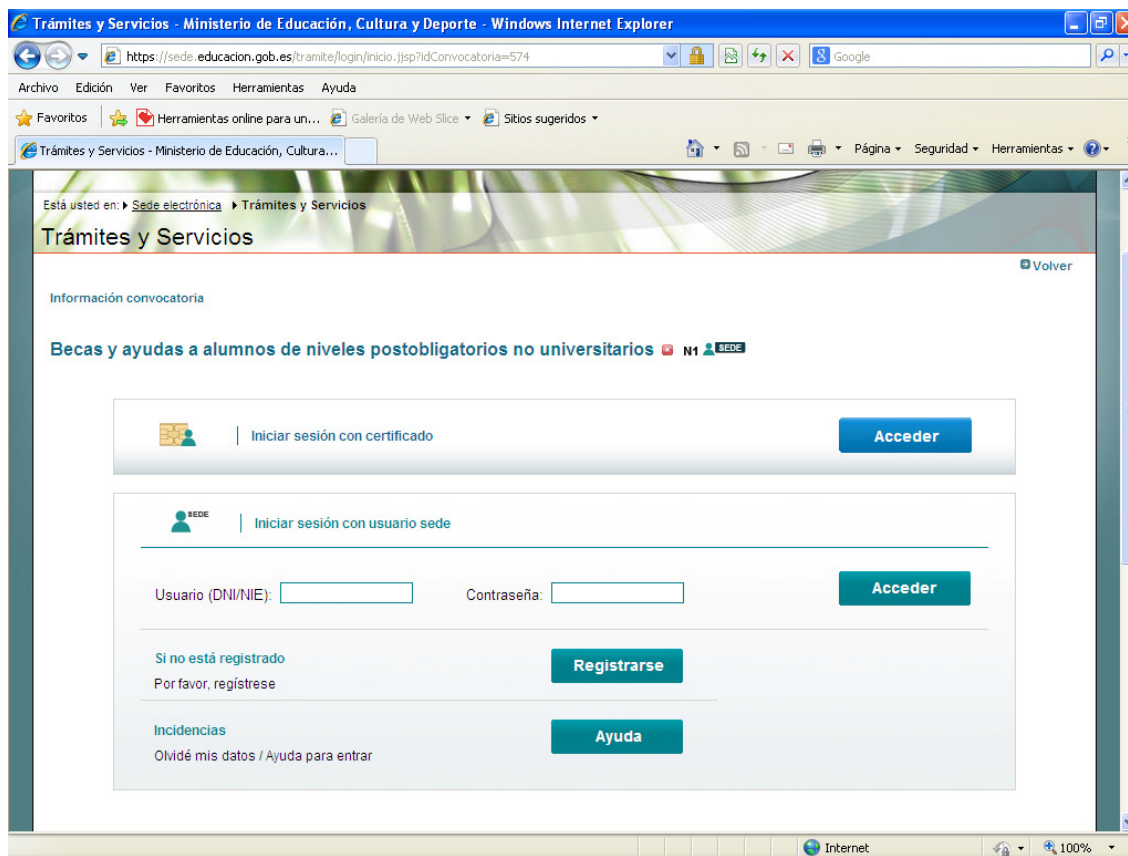 Trámites y Servicios - Ministerio de Educación, Cultura y Deporte - Windows Internet Explorer
https://sede.educacion.gob.es/tramite/login/inicio.jjsp?idConvocatoria=574
Google
Archivo Edición Ver Favoritos Herramientas Ayuda
Favoritos Herramientas online para un... Galería de Web Slice Sitios sugeridos
Trámites y Servicios - Ministerio de Educación, Cultura... Página Seguridad Herramientas
Está usted en: Sede electrónica Trámites y Servicios
Trámites y Servicios
Volver
Información convocatoria
Becas y ayudas a alumnos de niveles postobligatorios no universitarios N1 SEDE
Iniciar sesión con certificado Acceder
SEDE Iniciar sesión con usuario sede
Usuario (DNI/NIE): Contraseña: Acceder
Si no está registrado
Registrarse
Por favor, regístrese
Incidencias
Ayuda
Olvidé mis datos / Ayuda para entrar
Internet 100%